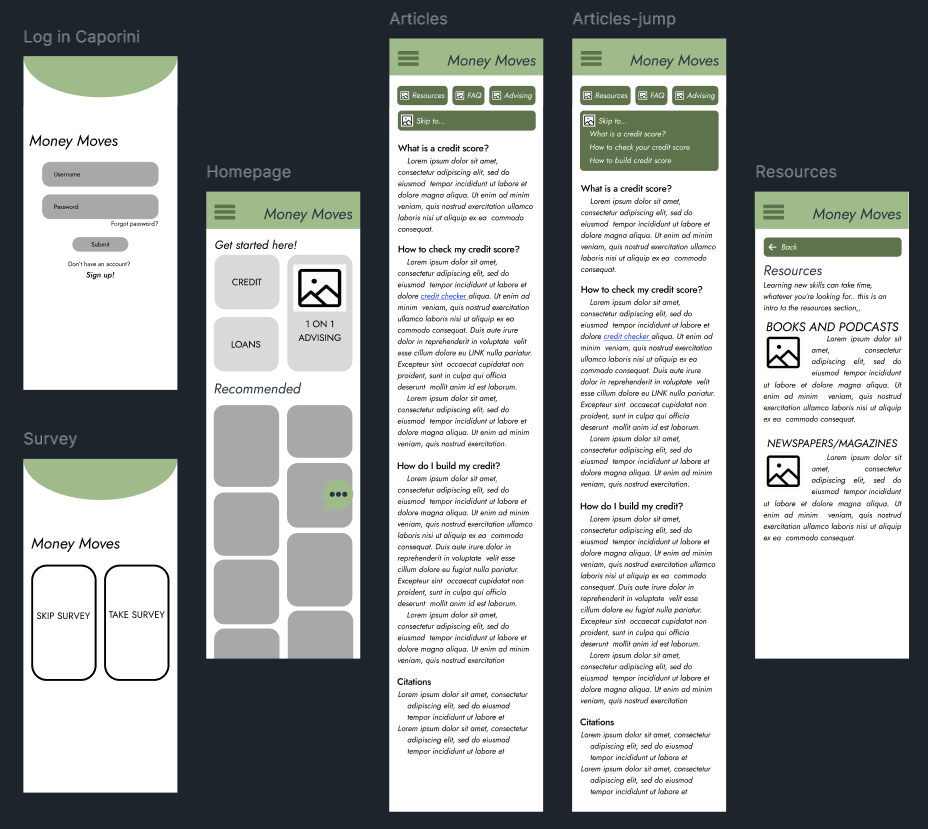 Log in Caporini
Money Moves
Username
Password
Forgot password?
Submit
Don't have an account?
Sign up!
Survey
Money Moves
SKIP SURVEY
TAKE SURVEY
Homepage
Money Moves
Get started here!
CREDIT
LOANS
1 ON 1
ADVISING
Recommended
Articles
Money Moves
Resources
FAQ
Advising
Skip to...
What is a credit score?
Lorem ipsum dolor sit amet,
consectetur adipiscing elit, sed do
eiusmod tempor incididunt ut labore et
dolore magna aliqua. Ut enim ad minim
veniam, quis nostrud exercitation ullamco
laboris nisi ut aliquip ex ea commodo
consequat.
How to check my credit score?
Lorem ipsum dolor sit amet,
consectetur adipiscing elit, sed do
eiusmod tempor incididunt ut labore et
dolore credit checker aliqua. Ut enim ad
minim veniam, quis nostrud exercitation
ullamco laboris nisi ut aliquip ex ea
commodo consequat. Duis aute irure
dolor in reprehenderit in voluptate velit
esse cillum dolore eu LINK nulla pariatur.
Excepteur sint occaecat cupidatat non
proident, sunt in culpa qui officia
deserunt mollit anim id est laborum.
Lorem ipsum dolor sit amet,
consectetur adipiscing elit, sed do
eiusmod tempor incididunt ut labore et
dolore magna aliqua. Ut enim ad minim
veniam, quis nostrud exercitation.
How do I build my credit?
Lorem ipsum dolor sit amet,
consectetur adipiscing elit, sed do
eiusmod tempor incididunt ut labore et
dolore magna aliqua. Ut enim ad minim
veniam, quis nostrud exercitation ullamco
laboris nisi ut aliquip ex ea commodo
consequat. Duis aute irure dolor in
reprehenderit in voluptate velit esse
cillum dolore eu fugiat nulla pariatur.
Excepteur sint occaecat cupidatat non
proident, sunt in culpa qui officia
deserunt mollit anim id est laborum.
Lorem ipsum dolor sit amet,
consectetur adipiscing elit, sed do
eiusmod tempor incididunt ut labore et
dolore magna aliqua. Ut enim ad minim
veniam, quis nostrud exercitation
Citations
Lorem ipsum dolor sit amet, consectetur
adipiscing elit, sed do eiusmod
tempor incididunt ut labore et
Lorem ipsum dolor sit amet, consectetur
adipiscing elit, sed do eiusmod
tempor incididunt ut labore et
Articles-jump
Money Moves
Resources
FAQ
Advising
Skip to...
What is a credit score?
How to check your credit score
How to build credit score
What is a credit score?
Lorem ipsum dolor sit amet,
consectetur adipiscing elit, sed do
eiusmod tempor incididunt ut labore et
dolore magna aliqua. Ut enim ad minim
veniam, quis nostrud exercitation ullamco
laboris nisi ut aliquip ex ea commodo
consequat.
How to check my credit score?
Lorem ipsum dolor sit amet,
consectetur adipiscing elit, sed do
eiusmod tempor incididunt ut labore et
dolore credit checker aliqua. Ut enim ad
minim veniam, quis nostrud exercitation
ullamco laboris nisi ut aliquip ex ea
commodo consequat. Duis aute irure
dolor in reprehenderit in voluptate velit
esse cillum dolore eu LINK nulla pariatur.
Excepteur sint occaecat cupidatat non
proident, sunt in culpa qui officia
deserunt mollit anim id est laborum.
Lorem ipsum dolor sit amet,
consectetur adipiscing elit, sed do
eiusmod tempor incididunt ut labore et
dolore magna aliqua. Ut enim ad minim
veniam, quis nostrud exercitation.
How do I build my credit?
Lorem ipsum dolor sit amet,
consectetur adipiscing elit, sed do
eiusmod tempor incididunt ut labore et
dolore magna aliqua. Ut enim ad minim
veniam, quis nostrud exercitation ullamco
laboris nisi ut aliquip ex ea commodo
consequat. Duis aute irure dolor in
reprehenderit in voluptate velit esse
cillum dolore eu fugiat nulla pariatur.
Excepteur sint occaecat cupidatat non
proident, sunt in culpa qui officia
deserunt mollit anim id est laborum.
Lorem ipsum dolor sit amet,
consectetur adipiscing elit, sed do
eiusmod tempor incididunt ut labore et
dolore magna aliqua. Ut enim ad minim
veniam, quis nostrud exercitation
Citations
Lorem ipsum dolor sit amet, consectetur
adipiscing elit, sed do eiusmod
tempor incididunt ut labore et
Lorem ipsum dolor sit amet, consectetur
adipiscing elit, sed do eiusmod
tempor incididunt ut labore et
Resources
Money Moves
Back
Resources
Learning new skills can take time,
whatever you're looking for.. this is an
intro to the resources section,,
BOOKS AND PODCASTS
Lorem ipsum dolor sit
amet, consectetur
adipiscing elit, sed do
eiusmod tempor incididunt
ut labore et dolore magna aliqua. Ut
enim ad minim veniam, quis nostrud
exercitation ullamco laboris nisi ut aliquip
ex ea commodo consequat.
NEWSPAPERS/MAGAZINES
Lorem ipsum dolor sit
amet, consectetur
adipiscing elit, sed do
eiusmod tempor incididunt
ut labore et dolore magna aliqua. Ut
enim ad minim veniam, quis nostrud
exercitation ullamco laboris nisi ut aliquip
ex ea commodo consequat.